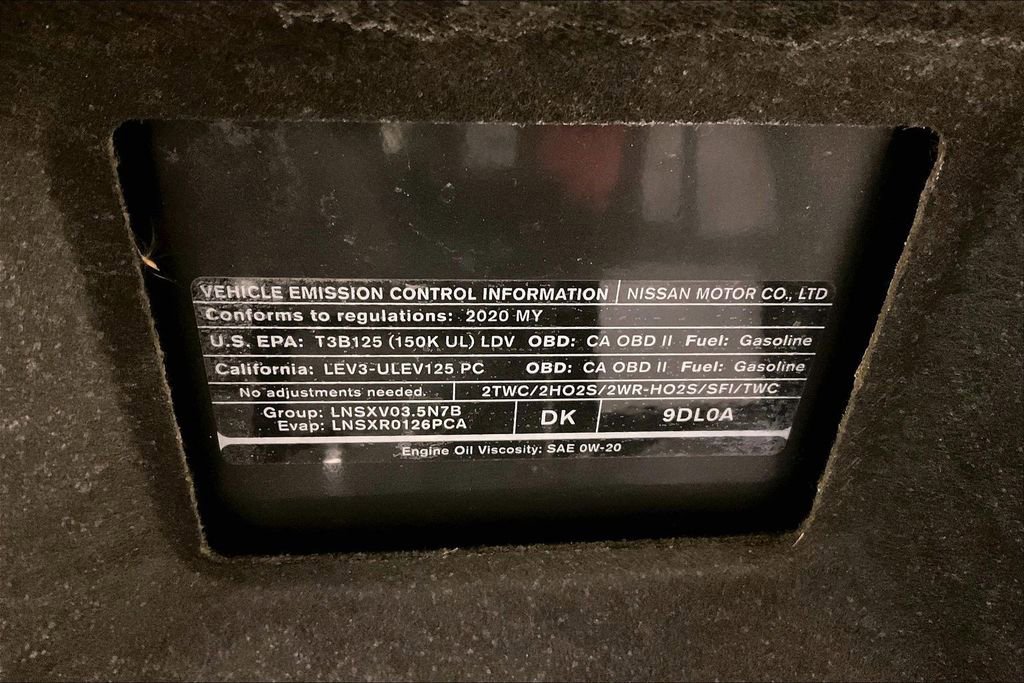 VEHICLE EMISSION CONTROL INFORMATION NISSAN MOTOR CO., LTD
Conforms to regulations: 2020 MY
U.S. EPA: T3B125 (150K UL) LDV OBD: CA OBD II Fuel: Gasoline
California: LEV3-ULEV125 PC OBD: CA OBD II Fuel: Gasoline
No adjustments needed. 2TWC/2HO2S/2WR-HO2S/SFI/TWC
Group: LNSXV03.5N7B
Evap: LNSXR0126PCA
DK
9DL0A
Engine Oil Viscosity: SAE 0W-20